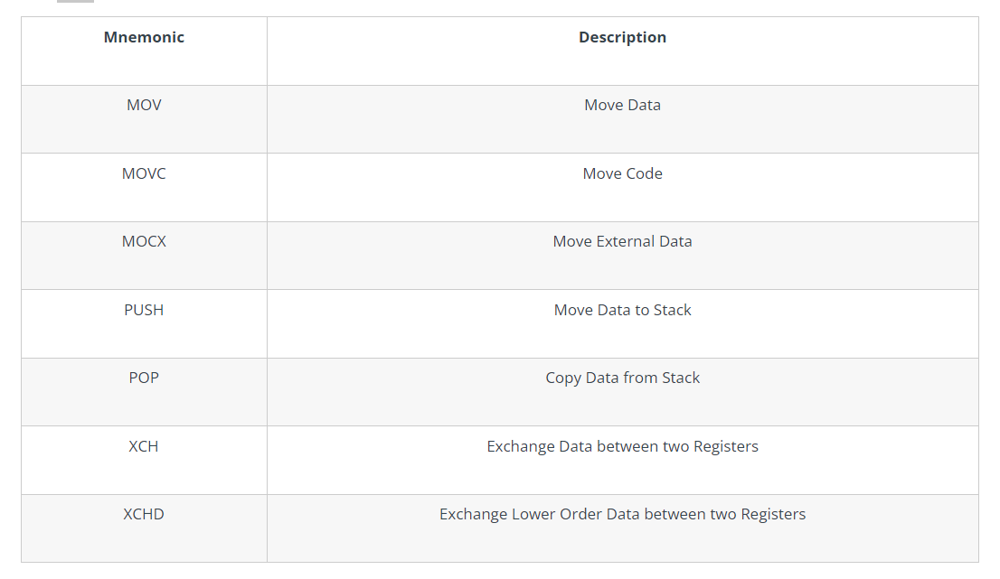 Mnemonic Description
MOV Move Data
MOVC Move Code
MOCX Move External Data
PUSH Move Data to Stack
POP Copy Data from Stack
XCH Exchange Data between two Registers
XCHD Exchange Lower Order Data between two Registers